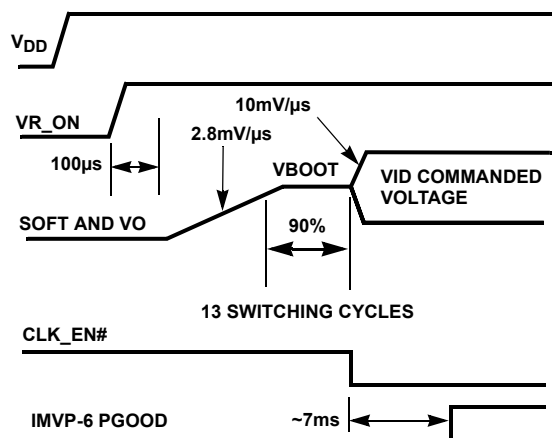 VDD
VR_ON
10mV/µs
2.8mV/µs
100µs
VBOOT
VID COMMANDED
VOLTAGE
SOFT AND VO
90%
13 SWITCHING CYCLES
CLK_EN#
IMVP-6 PGOOD
~7ms